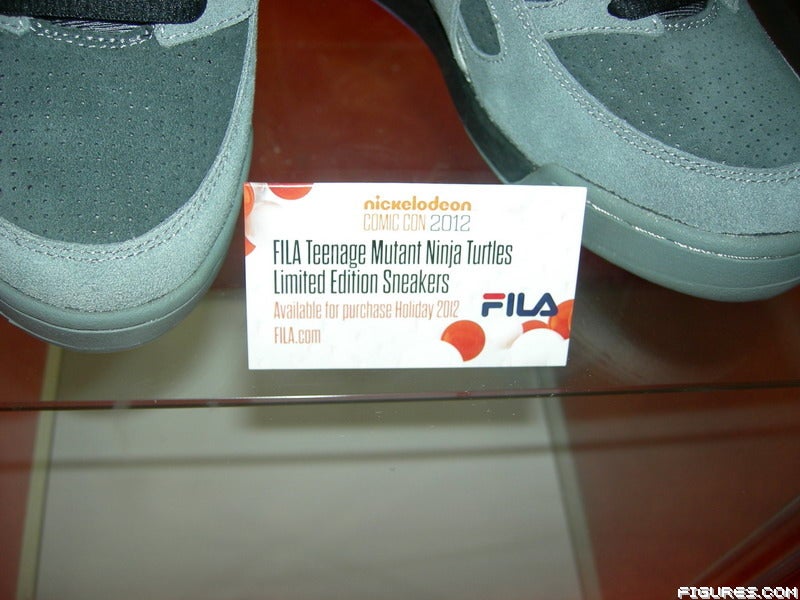 nickelodeon
COMIC CON 2012
FILA Teenage Mutant Ninja Turtles
Limited Edition Sneakers
Available for purchase Holiday 2012
FILA.com
FILA
FIGURES.COM